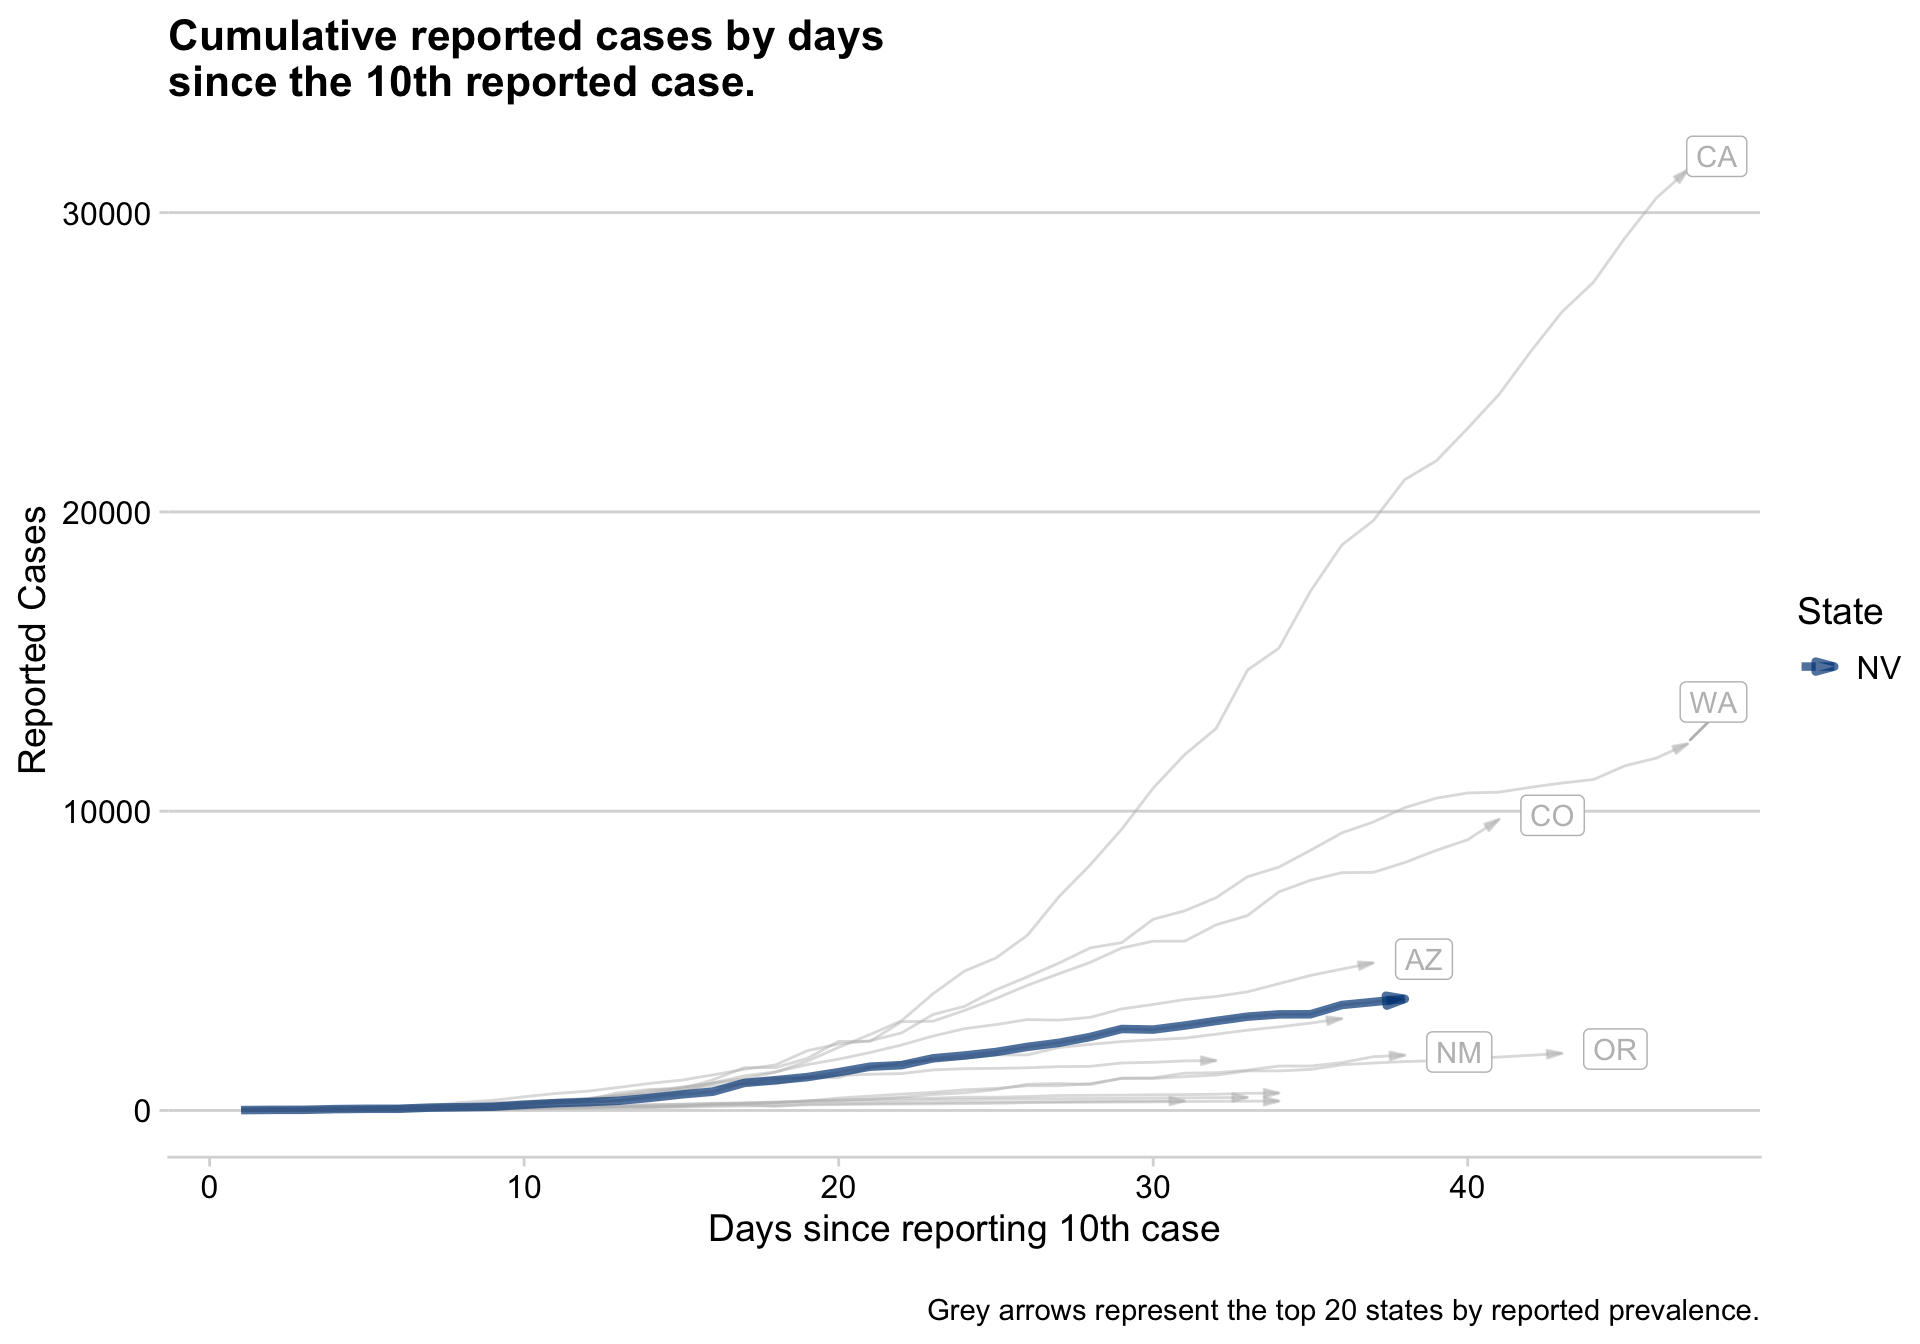 Cumulative reported cases by days
since the 10th reported case.
CA
30000
20000
Reported Cases
State
NV
WA
10000
CO
AZ
NM
OR
0
0 10 20 30 40
Days since reporting 10th case
Grey arrows represent the top 20 states by reported prevalence.